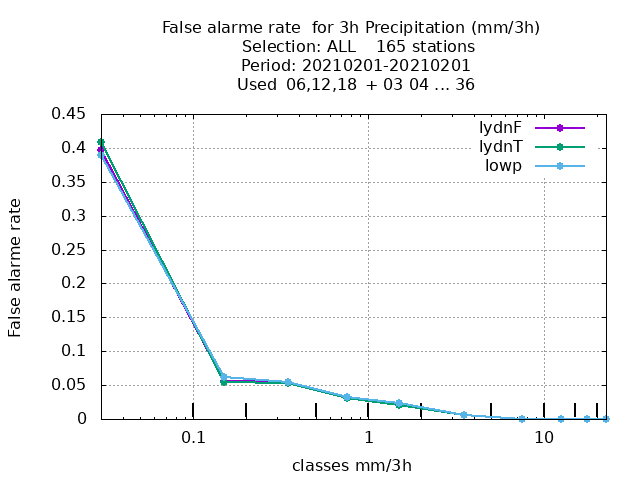 False alarme rate  for 3h Precipitation (mm/3h)
Selection: ALL    165 stations
Period: 20210201-20210201
Used  06,12,18  + 03 04 ... 36
lydnF
lydnT
lowp
0.45
0.4
0.35
0.3
0.25
0.2
0.15
0.1
0.05
0
False alarme rate
0.1
1
10
classes mm/3h